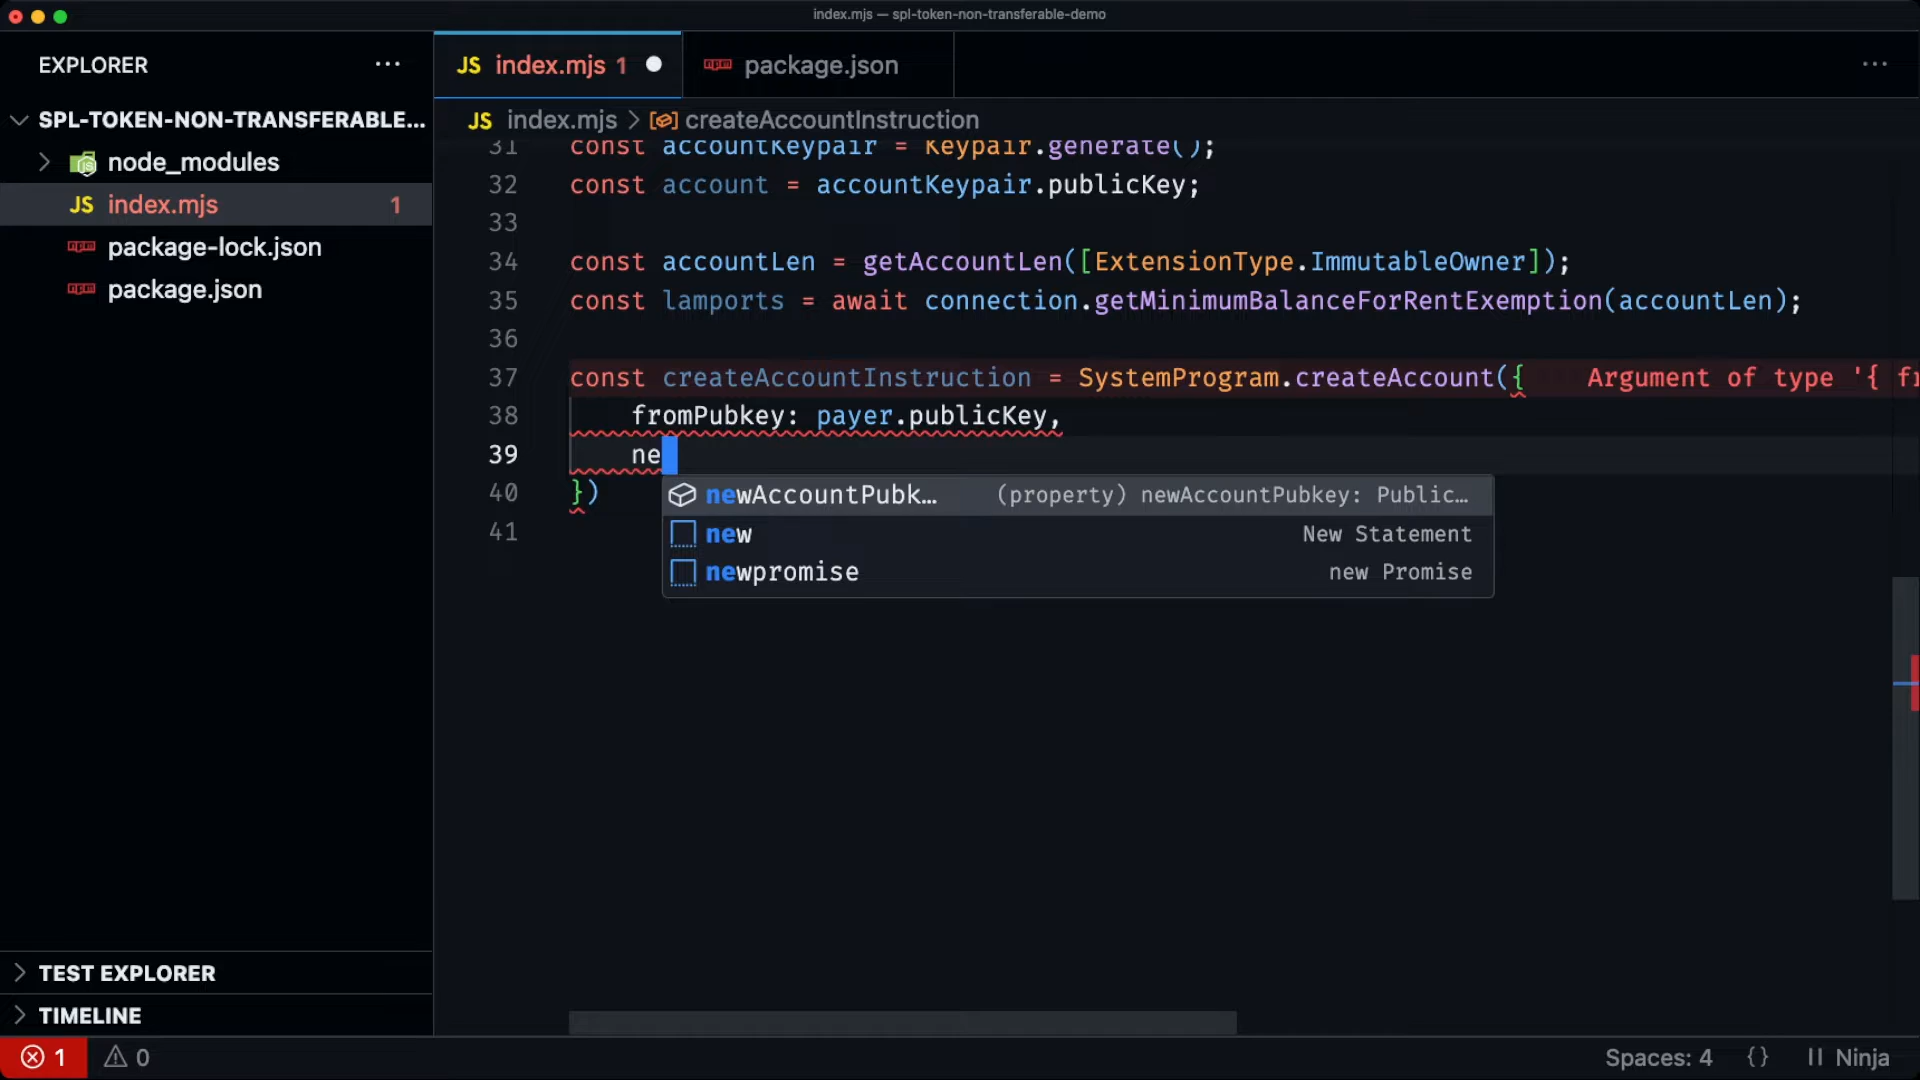 index.mjs — spl-token-non-transferable-demo
EXPLORER ...
SPL-TOKEN-NON-TRANSFERABLE...
node_modules
JS index.mjs 1
package-lock.json
package.json
TEST EXPLORER
TIMELINE
JS index.mjs 1
package.json
...
JS index.mjs > createAccountInstruction
31 const accountKeypair = Keypair.generate();
32 const account = accountKeypair.publicKey;
33
34 const accountLen = getAccountLen([ExtensionType.ImmutableOwner]);
35 const lamports = await connection.getMinimumBalanceForRentExemption(accountLen);
36
37 const createAccountInstruction = SystemProgram.createAccount({ Argument of type '{ fr
38 fromPubkey: payer.publicKey,
39 ne
40 })
41
newAccountPubk... (property) newAccountPubkey: Public...
new New Statement
newpromise new Promise
1 0
Spaces: 4 {} Ninja